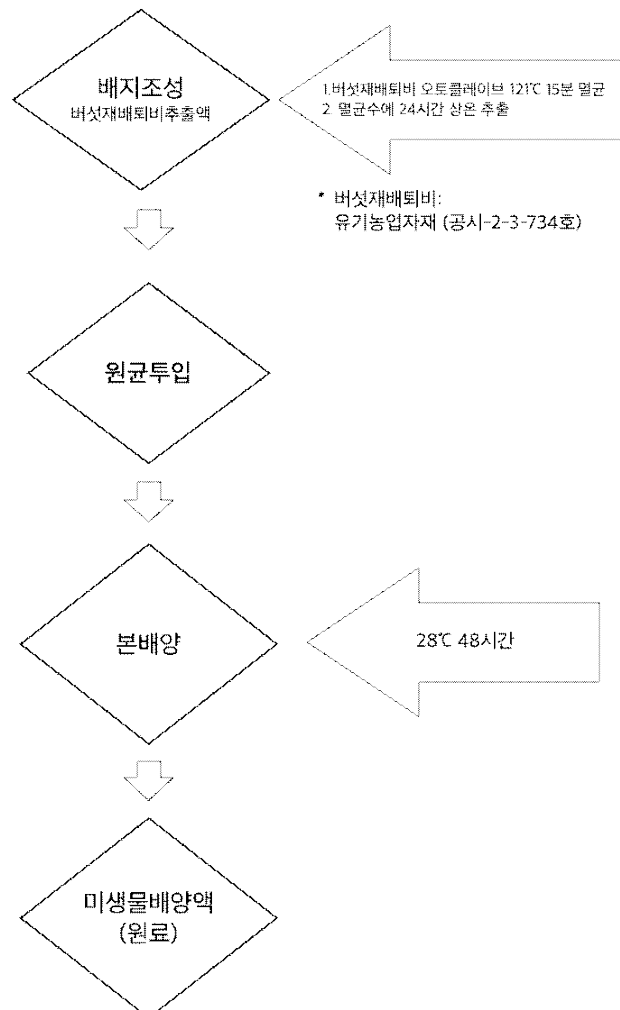 배지조성
버섯재배퇴비추출액
1.버섯재배퇴비 오토클레이브 121℃ 15분 멸균
2. 멸균수에 24시간 상온 추출
* 버섯재배퇴비:
유기농업자재 (공시-2-3-734호)
원균투입
본배양
28℃ 48시간
미생물배양액
(원료)